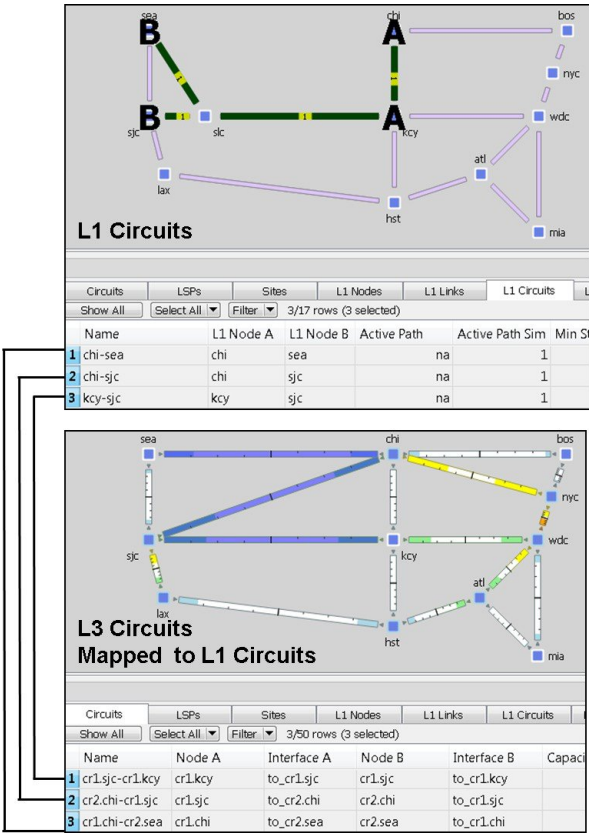 sea
chi
bos
B
A
nyc
B
1
1
1
A
wdc
sjc
slc
kcy
atl
lax
hst
mia
L1 Circuits
Circuits LSPs Sites L1 Nodes L1 Links L1 Circuits L
Show All Select All Filter 3/17 rows (3 selected)
Name L1 Node A L1 Node B Active Path Active Path Sim Min St
1 chi-sea chi sea na 1
2 chi-sjc chi sjc na 1
3 kcy-sjc kcy sjc na 1
sea chi bos
nyc
sjc kcy wdc
atl
lax
hst
mia
L3 Circuits
Mapped to L1 Circuits
Circuits LSPs Sites L1 Nodes L1 Links L1 Circuits
Show All Select All Filter 3/50 rows (3 selected)
Name Node A Interface A Node B Interface B Capaci
1 cr1.sjc-cr1.kcy cr1.kcy to_cr1.sjc cr1.sjc to_cr1.kcy
2 cr2.chi-cr1.sjc cr1.sjc to_cr2.chi cr2.chi to_cr1.sjc
3 cr1.chi-cr2.sea cr1.chi to_cr2.sea cr2.sea to_cr1.chi